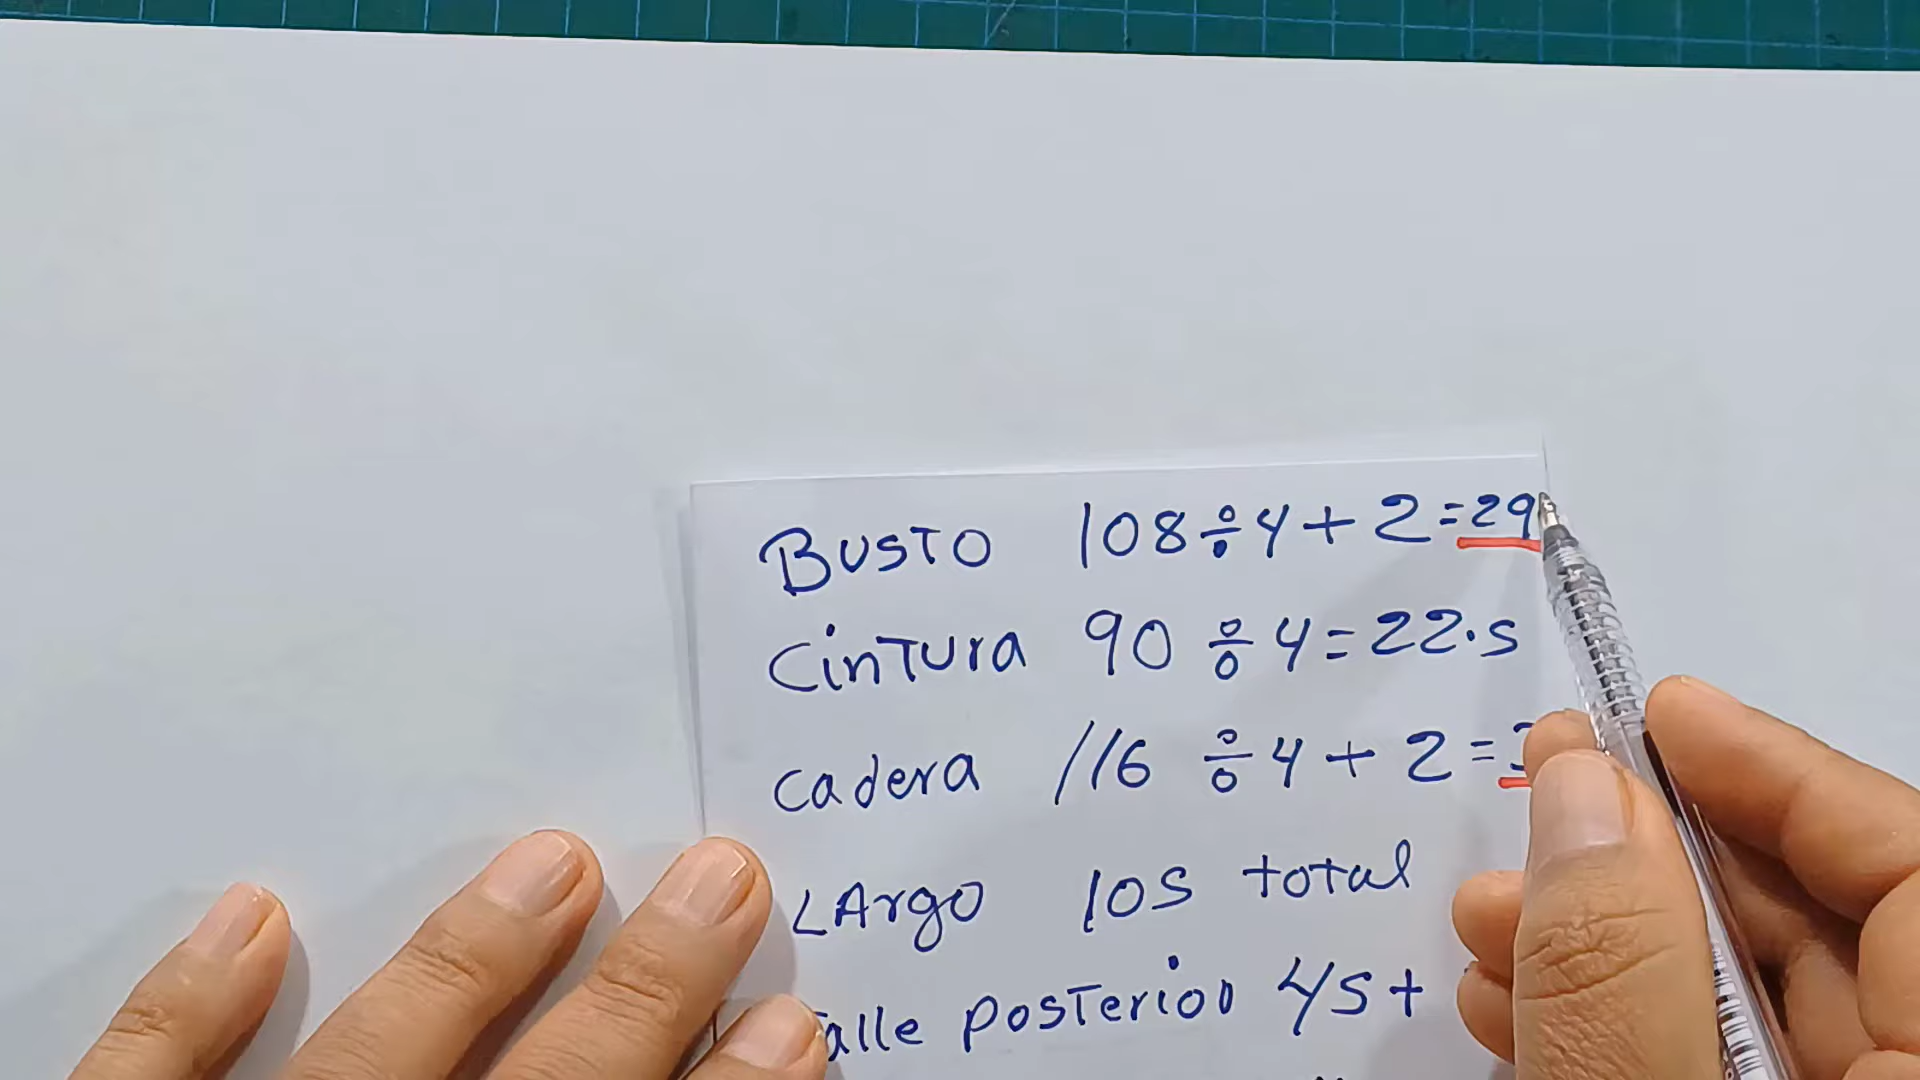 BUSTO 108 ÷ 4 + 2 = 29
CinTura 90 ÷ 4 = 22.5
cadera 116 ÷ 4 + 2 =
LArgo 105 total
posTerior 45 +